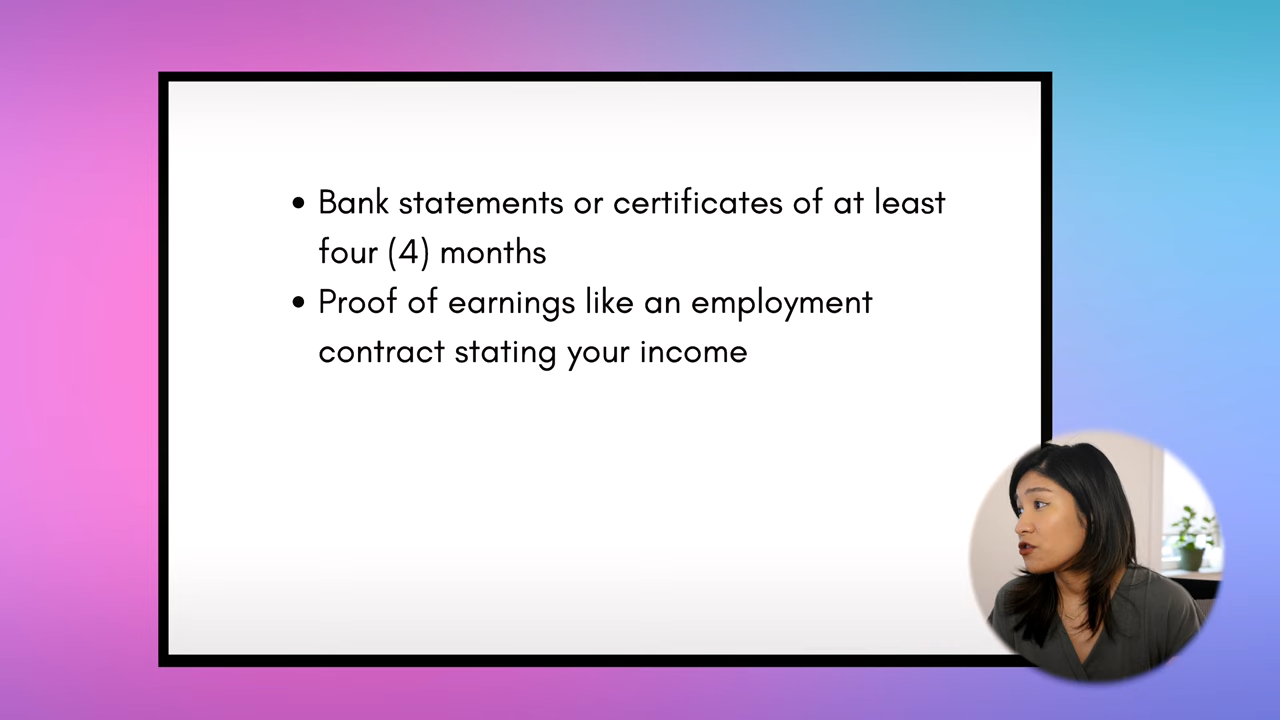 • Bank statements or certificates of at least
four (4) months
• Proof of earnings like an employment
contract stating your income